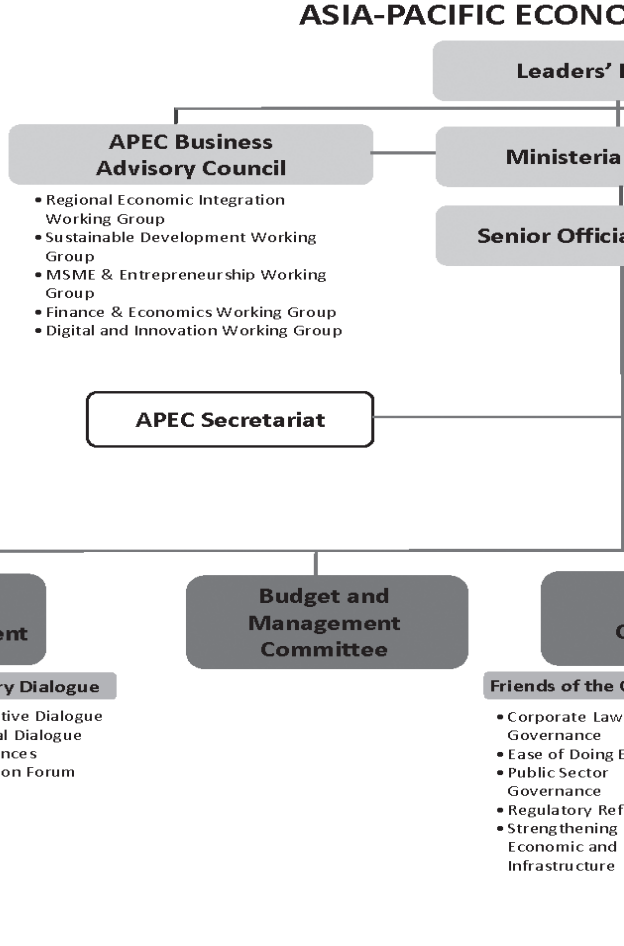 ASIA-PACIFIC ECONO
Leaders’
APEC Business
Advisory Council
Ministeria
• Regional Economic Integration
Working Group
• Sustainable Development Working
Group
• MSME & Entrepreneurship Working
Group
• Finance & Economics Working Group
• Digital and Innovation Working Group
Senior Officia
APEC Secretariat
ent
ry Dialogue
tive Dialogue
al Dialogue
nces
on Forum
Budget and
Management
Committee
Friends of the
• Corporate Law
Governance
• Ease of Doing
• Public Sector
Governance
• Regulatory Ref
• Strengthening
Economic and
Infrastructure